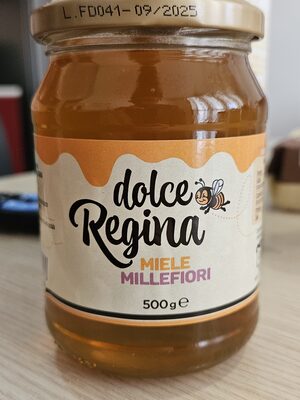 L.FD041-09/2025
dolce
Regina
MIELE
MILLEFIORI
500g e